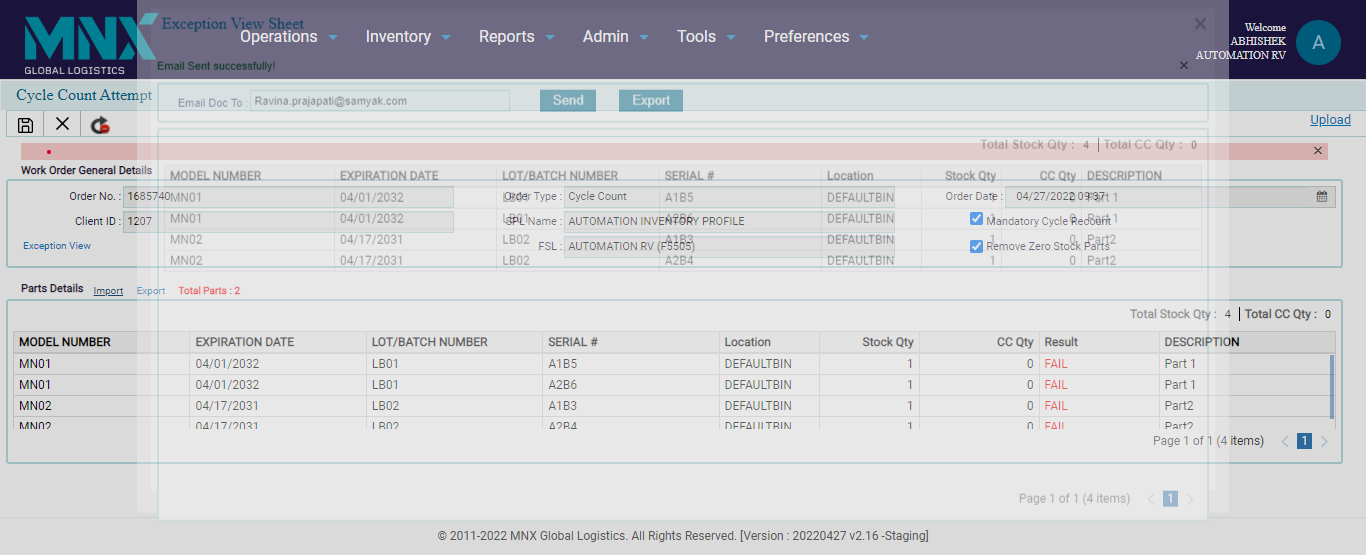 MNX
GLOBAL LOGISTICS
Exception View Sheet
Operations Inventory Reports Admin Tools Preferences
Welcome
ABHISHEK
AUTOMATION RV
A
Email Sent successfully!
Cycle Count Attempt
Email Doc To : Ravina.prajapati@samyak.com Send Export
Upload
Total Stock Qty : 4 Total CC Qty : 0
Work Order General Details
MODEL NUMBER EXPIRATION DATE LOT/BATCH NUMBER SERIAL # Location Stock Qty CC Qty DESCRIPTION
MN01 04/01/2032 LB01 A1B5 DEFAULTBIN 1 0 Part 1
MN01 04/01/2032 LB01 A2B6 DEFAULTBIN 1 0 Part 1
MN02 04/17/2031 LB02 A1B3 DEFAULTBIN 1 0 Part2
MN02 04/17/2031 LB02 A2B4 DEFAULTBIN 1 0 Part2
Order No. : 1685740 Order Type : Cycle Count Order Date : 04/27/2022 09:37
Client ID : 1207 SPL Name : AUTOMATION INVENTORY PROFILE Mandatory Cycle Recount
Exception View FSL : AUTOMATION RV (F5505) Remove Zero Stock Parts
Parts Details Import Export Total Parts : 2
Total Stock Qty : 4 Total CC Qty : 0
MODEL NUMBER EXPIRATION DATE LOT/BATCH NUMBER SERIAL # Location Stock Qty CC Qty Result DESCRIPTION
MN01 04/01/2032 LB01 A1B5 DEFAULTBIN 1 0 FAIL Part 1
MN01 04/01/2032 LB01 A2B6 DEFAULTBIN 1 0 FAIL Part 1
MN02 04/17/2031 LB02 A1B3 DEFAULTBIN 1 0 FAIL Part2
MN02 04/17/2031 LB02 A2B4 DEFAULTBIN 1 0 FAIL Part2
Page 1 of 1 (4 items) 1
Page 1 of 1 (4 items) 1
© 2011-2022 MNX Global Logistics. All Rights Reserved. [Version : 20220427 v2.16 -Staging]